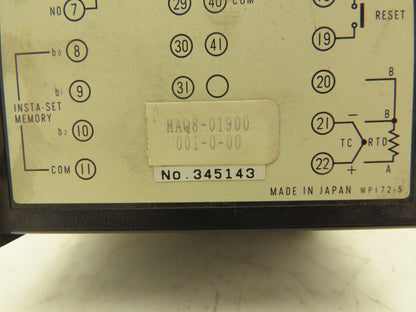 NO 7
29
40 COM
19
RESET
b0 8
30
41
20
B
b1 9
31
INSTA-SET
MEMORY
21
−
B
b2 10
MAQ8-01900
001-0-00
TC
RTD
COM 11
22
+
A
No. 345143
MADE IN JAPAN WP172-S